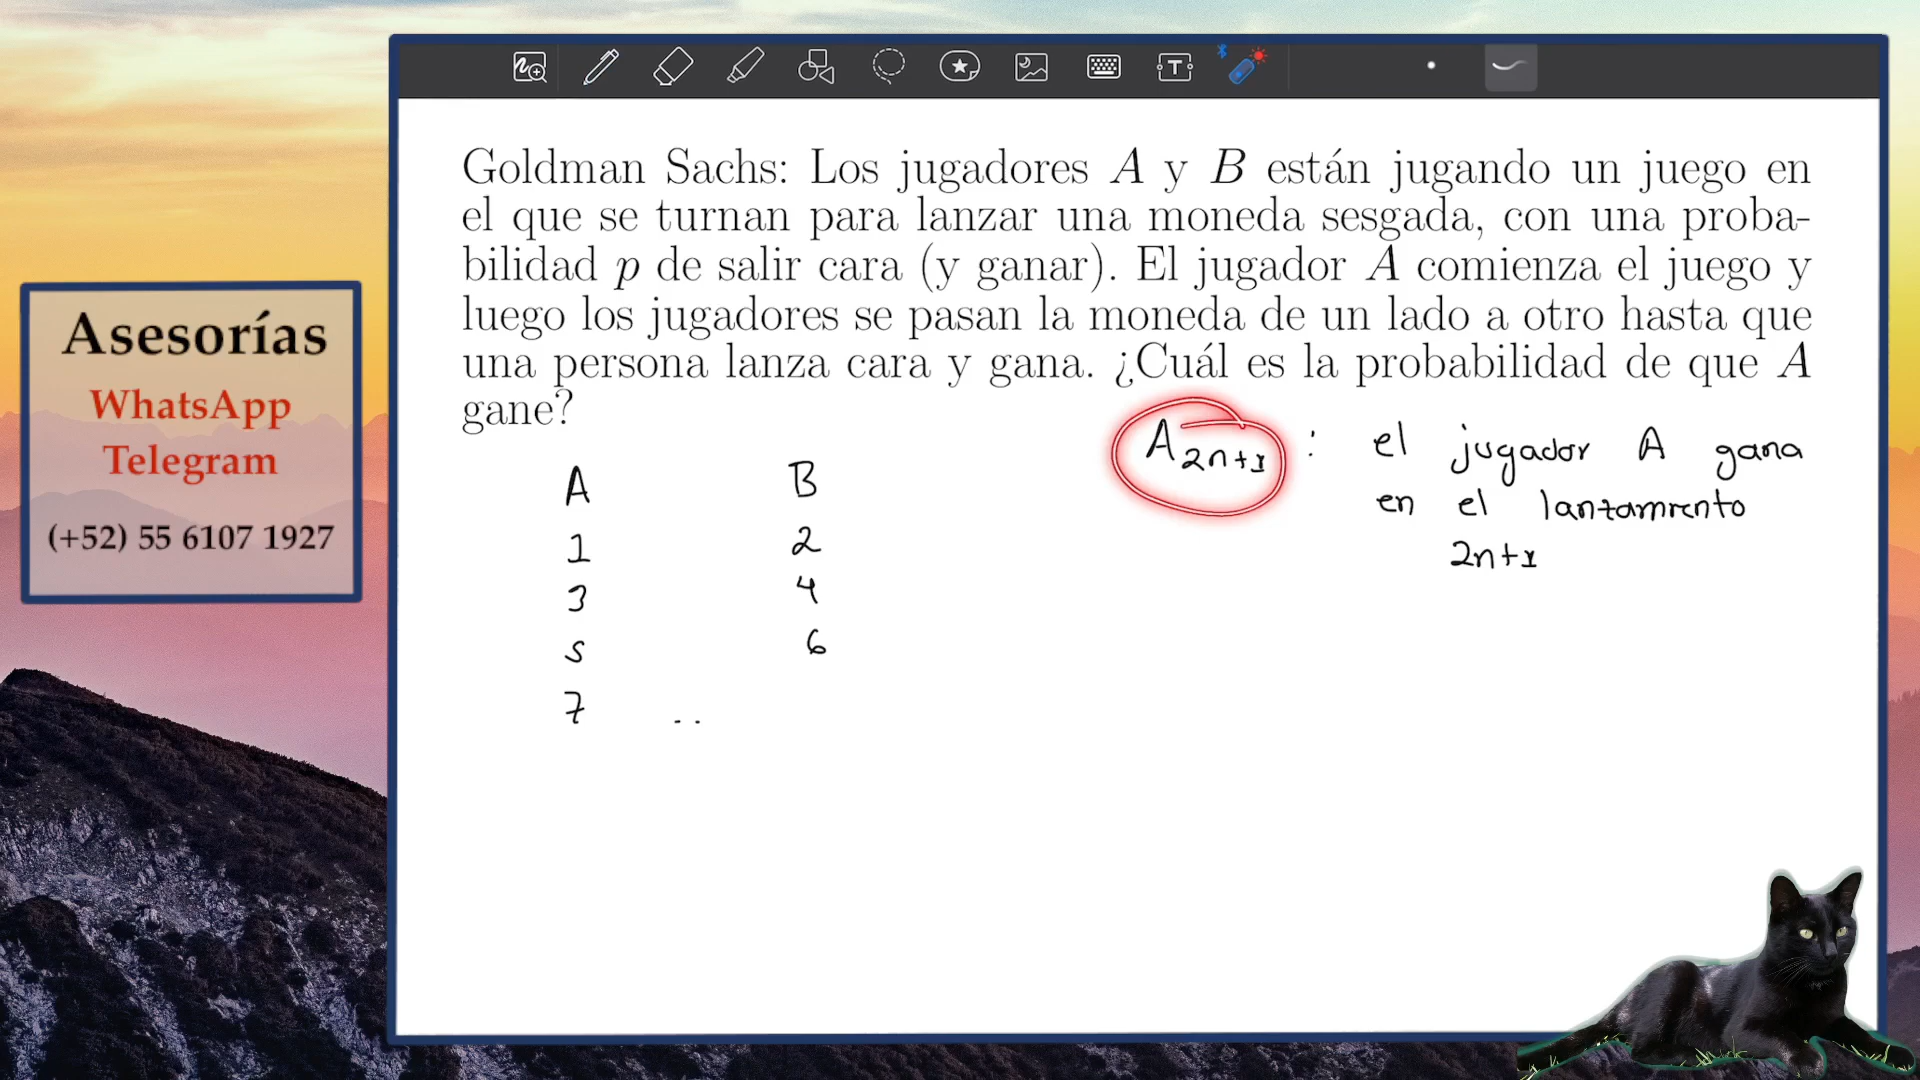 Asesorías
WhatsApp
Telegram
(+52) 55 6107 1927
Goldman Sachs: Los jugadores A y B están jugando un juego en
el que se turnan para lanzar una moneda sesgada, con una proba-
bilidad p de salir cara (y ganar). El jugador A comienza el juego y
luego los jugadores se pasan la moneda de un lado a otro hasta que
una persona lanza cara y gana. ¿Cuál es la probabilidad de que A
gane?
A 2n+1 : el jugador A gana
en el lanzamiento
2n+1
A B
1 2
3 4
5 6
7 ..